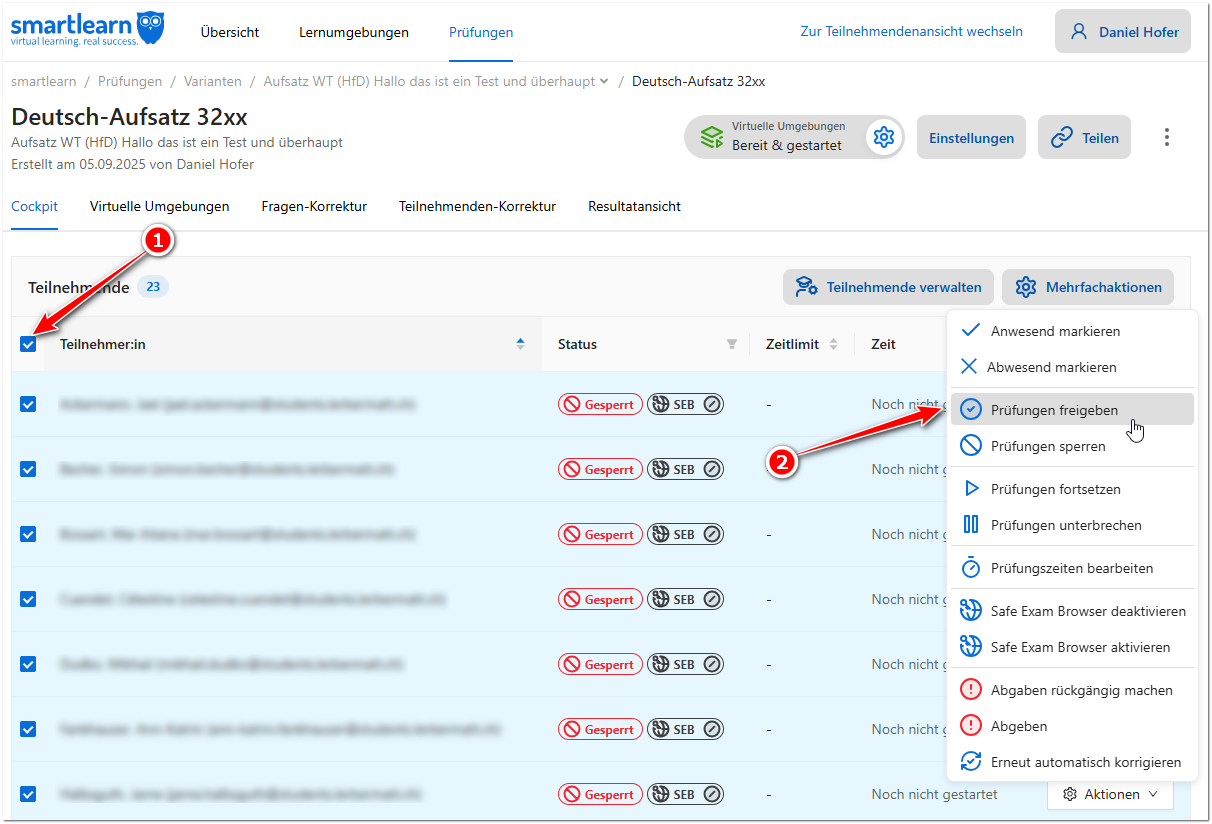 smartlearn
virtual learning. real success.
Übersicht
Lernumgebungen
Prüfungen
Zur Teilnehmendenansicht wechseln
Daniel Hofer
smartlearn / Prüfungen / Varianten / Aufsatz WT (HfD) Hallo das ist ein Test und überhaupt / Deutsch-Aufsatz 32xx
Deutsch-Aufsatz 32xx
Aufsatz WT (HfD) Hallo das ist ein Test und überhaupt
Erstellt am 05.09.2025 von Daniel Hofer
Virtuelle Umgebungen
Bereit & gestartet
Einstellungen
Teilen
Cockpit
Virtuelle Umgebungen
Fragen-Korrektur
Teilnehmenden-Korrektur
Resultatansicht
1
Teilnehmende 23
Teilnehmende verwalten
Mehrfachaktionen
Teilnehmer:in
Status
Zeitlimit
Zeit
Gesperrt SEB - Noch nicht g
Gesperrt SEB - Noch nicht g
Gesperrt SEB - Noch nicht g
Gesperrt SEB - Noch nicht g
Gesperrt SEB - Noch nicht g
Gesperrt SEB - Noch nicht g
Gesperrt SEB - Noch nicht gestartet
Aktionen
2
Anwesend markieren
Abwesend markieren
Prüfungen freigeben
Prüfungen sperren
Prüfungen fortsetzen
Prüfungen unterbrechen
Prüfungszeiten bearbeiten
Safe Exam Browser deaktivieren
Safe Exam Browser aktivieren
Abgaben rückgängig machen
Abgeben
Erneut automatisch korrigieren